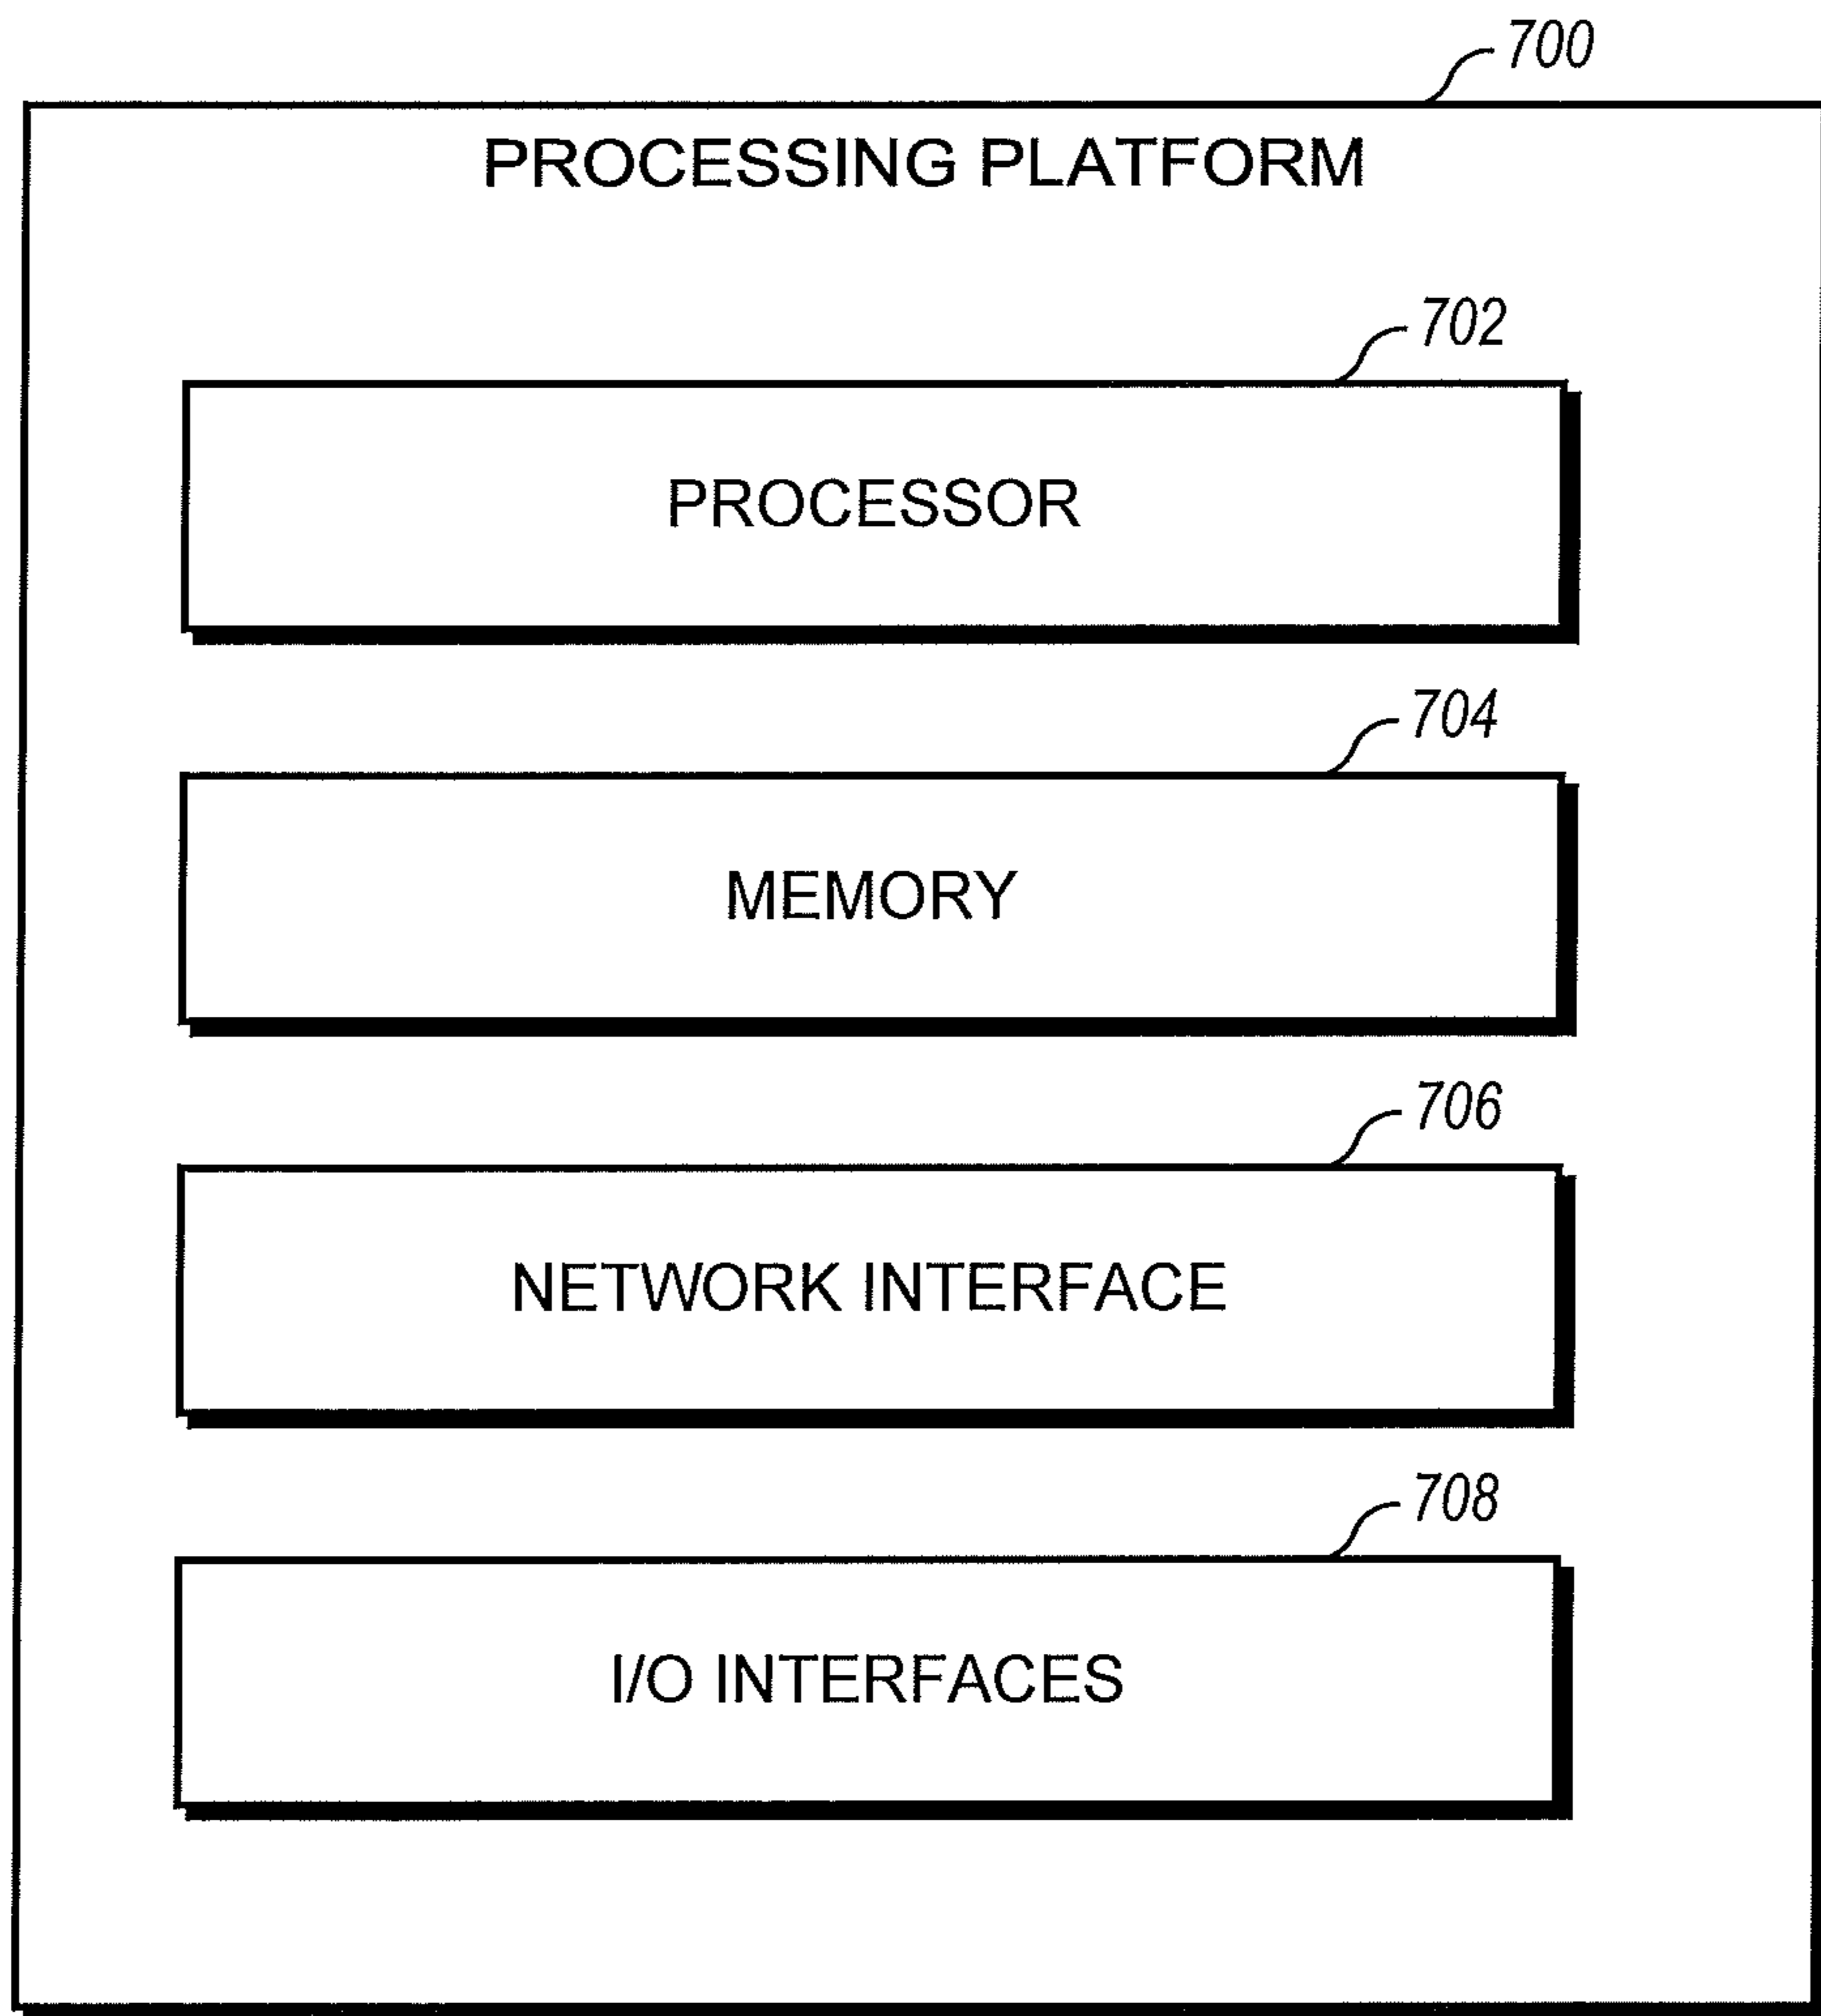 700
PROCESSING PLATFORM
702
PROCESSOR
704
MEMORY
706
NETWORK INTERFACE
708
I/O INTERFACES